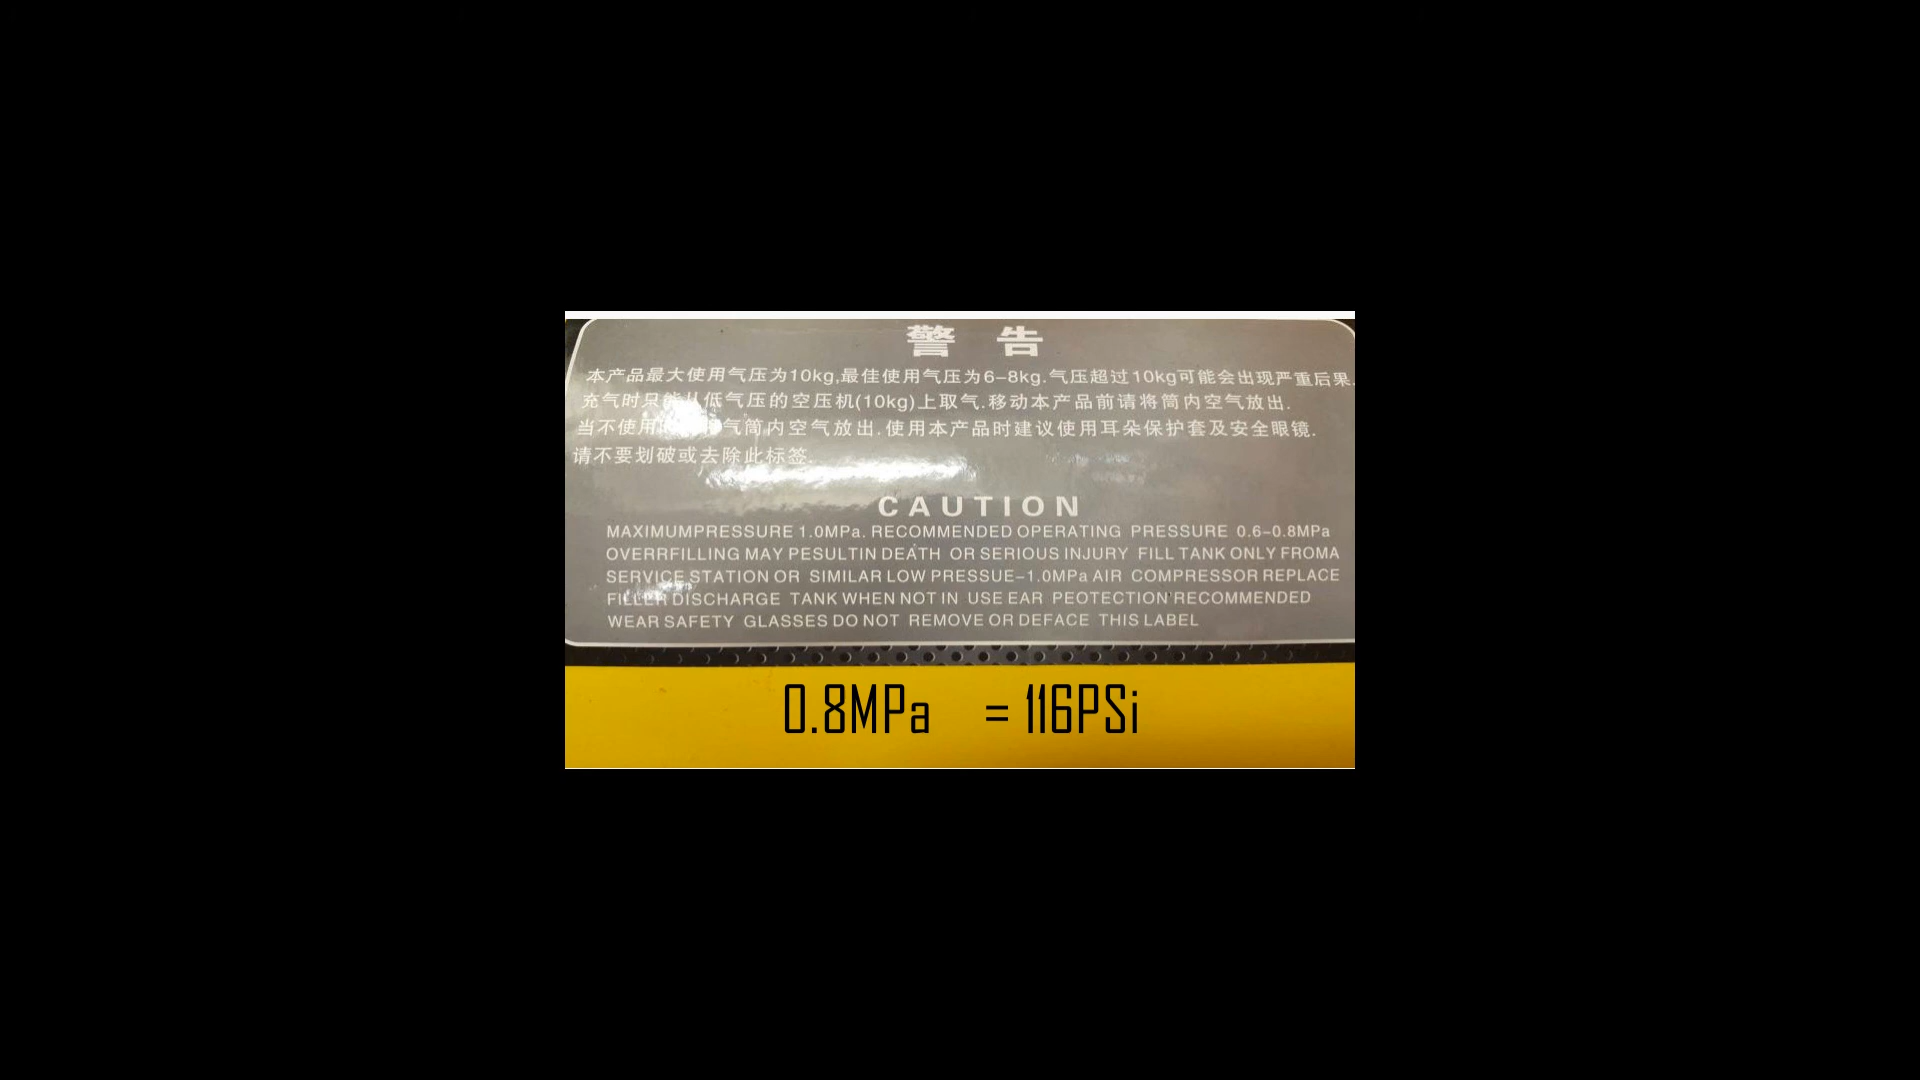 警 告
本产品最大使用气压为10kg,最佳使用气压为6-8kg.气压超过10kg可能会出现严重后果.
充气时只能从低气压的空压机(10kg)上取气.移动本产品前请将筒内空气放出.
当不使用 气筒内空气放出.使用本产品时建议使用耳朵保护套及安全眼镜.
请不要划破或去除此标签.
CAUTION
MAXIMUMPRESSURE 1.0MPa. RECOMMENDED OPERATING PRESSURE 0.6-0.8MPa
OVERRFILLING MAY PESULTIN DEATH OR SERIOUS INJURY FILL TANK ONLY FROMA
SERVICE STATION OR SIMILAR LOW PRESSUE-1.0MPa AIR COMPRESSOR REPLACE
FILLER DISCHARGE TANK WHEN NOT IN USE EAR PEOTECTION RECOMMENDED
WEAR SAFETY GLASSES DO NOT REMOVE OR DEFACE THIS LABEL
0.8MPa = 116PSi